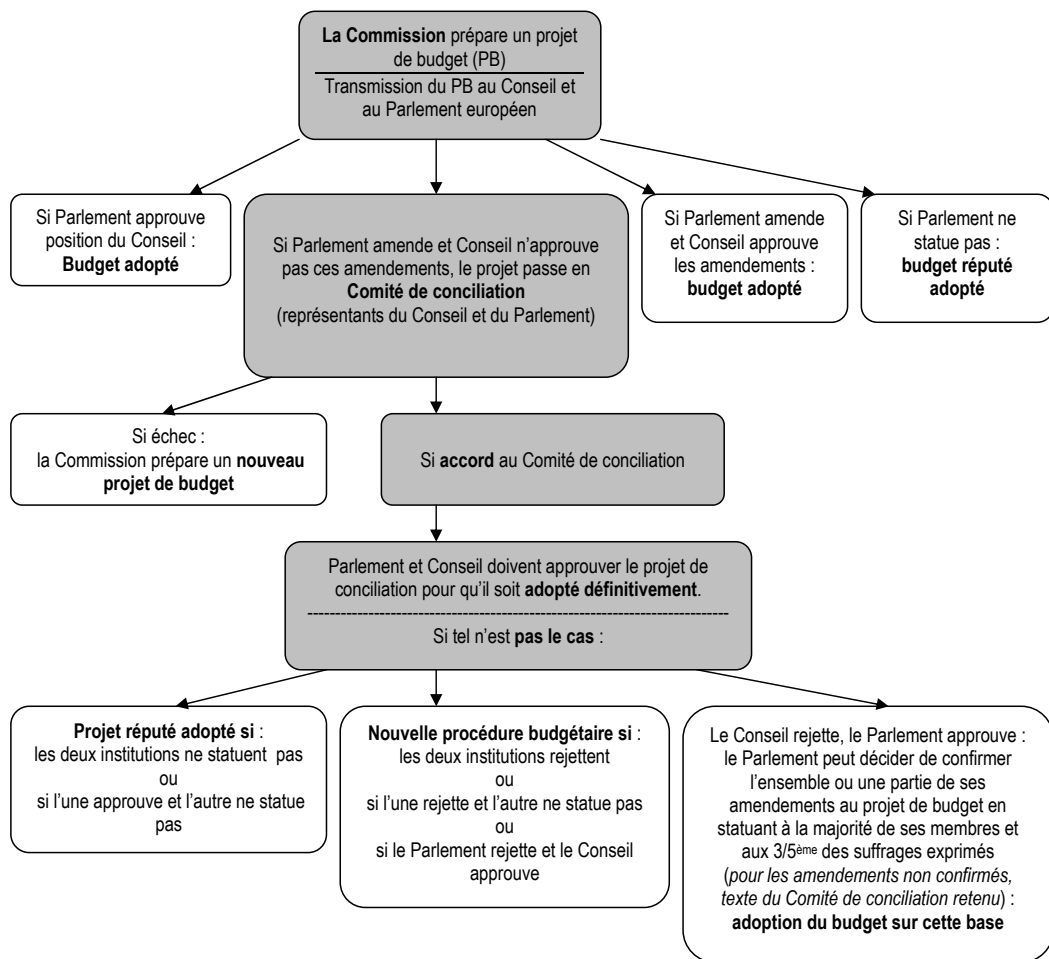 La Commission prépare un projet
de budget (PB)
Transmission du PB au Conseil et
au Parlement européen
Si Parlement approuve
position du Conseil :
Budget adopté
Si Parlement amende et Conseil n'approuve
pas ces amendements, le projet passe en
Comité de conciliation
(représentants du Conseil et du Parlement)
Si Parlement amende
et Conseil approuve
les amendements :
budget adopté
Si Parlement ne
statue pas :
budget réputé
adopté
Si échec :
la Commission prépare un nouveau
projet de budget
Si accord au Comité de conciliation
Parlement et Conseil doivent approuver le projet de
conciliation pour qu'il soit adopté définitivement.
Si tel n'est pas le cas :
Projet réputé adopté si :
les deux institutions ne statuent pas
ou
si l'une approuve et l'autre ne statue
pas
Nouvelle procédure budgétaire si :
les deux institutions rejettent
ou
si l'une rejette et l'autre ne statue pas
ou
si le Parlement rejette et le Conseil
approuve
Le Conseil rejette, le Parlement approuve :
le Parlement peut décider de confirmer
l'ensemble ou une partie de ses
amendements au projet de budget en
statuant à la majorité de ses membres et
aux 3/5ème des suffrages exprimés
(pour les amendements non confirmés,
texte du Comité de conciliation retenu) :
adoption du budget sur cette base